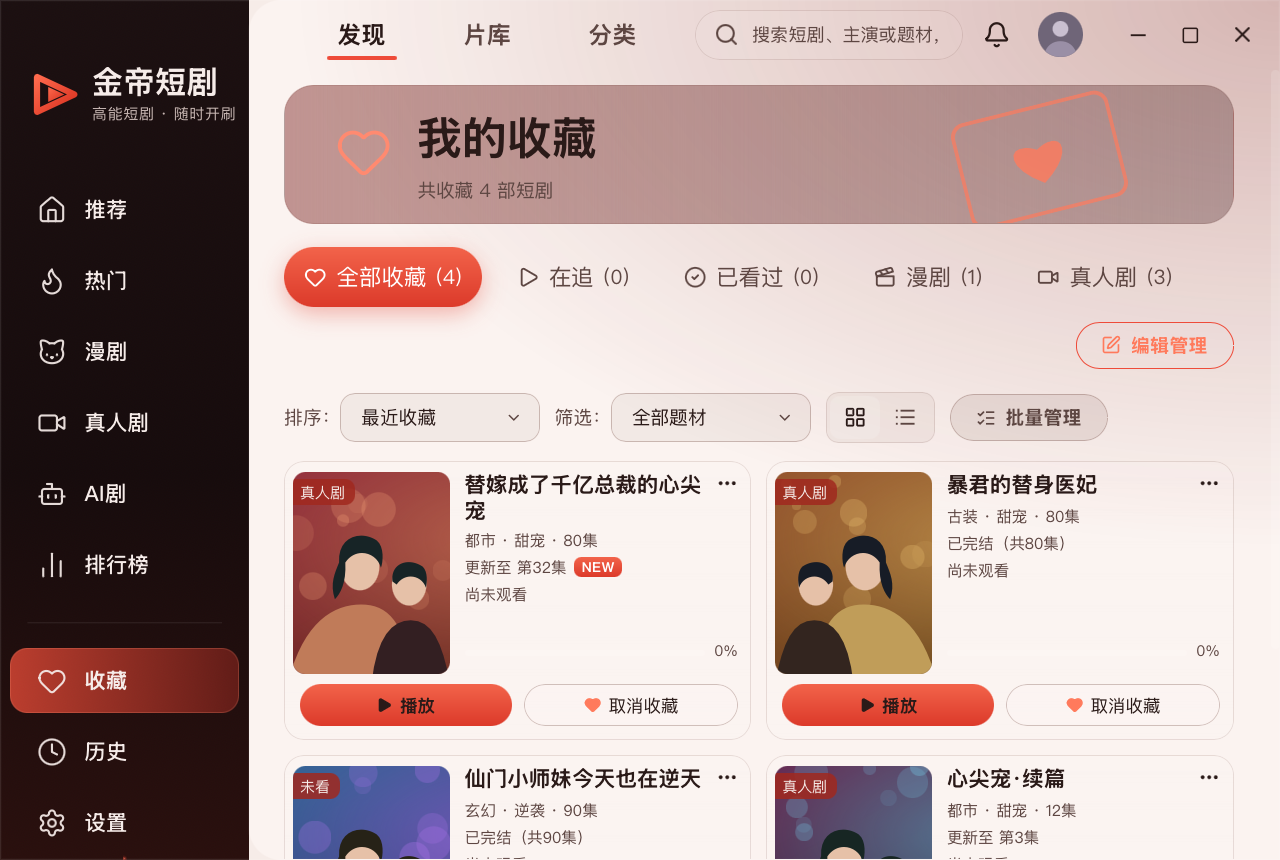 金帝短剧
高能短剧 · 随时开刷
推荐
热门
漫剧
真人剧
AI剧
排行榜
收藏
历史
设置
发现
片库
分类
搜索短剧、主演或题材,
我的收藏
共收藏 4 部短剧
全部收藏 (4)
在追 (0)
已看过 (0)
漫剧 (1)
真人剧 (3)
编辑管理
排序:
最近收藏
筛选:
全部题材
批量管理
真人剧
替嫁成了千亿总裁的心尖
宠
都市 · 甜宠 · 80集
更新至 第32集 NEW
尚未观看
0%
播放
取消收藏
真人剧
暴君的替身医妃
古装 · 甜宠 · 80集
已完结（共80集）
尚未观看
0%
播放
取消收藏
未看
仙门小师妹今天也在逆天
玄幻 · 逆袭 · 90集
已完结（共90集）
真人剧
心尖宠·续篇
都市 · 甜宠 · 12集
更新至 第3集